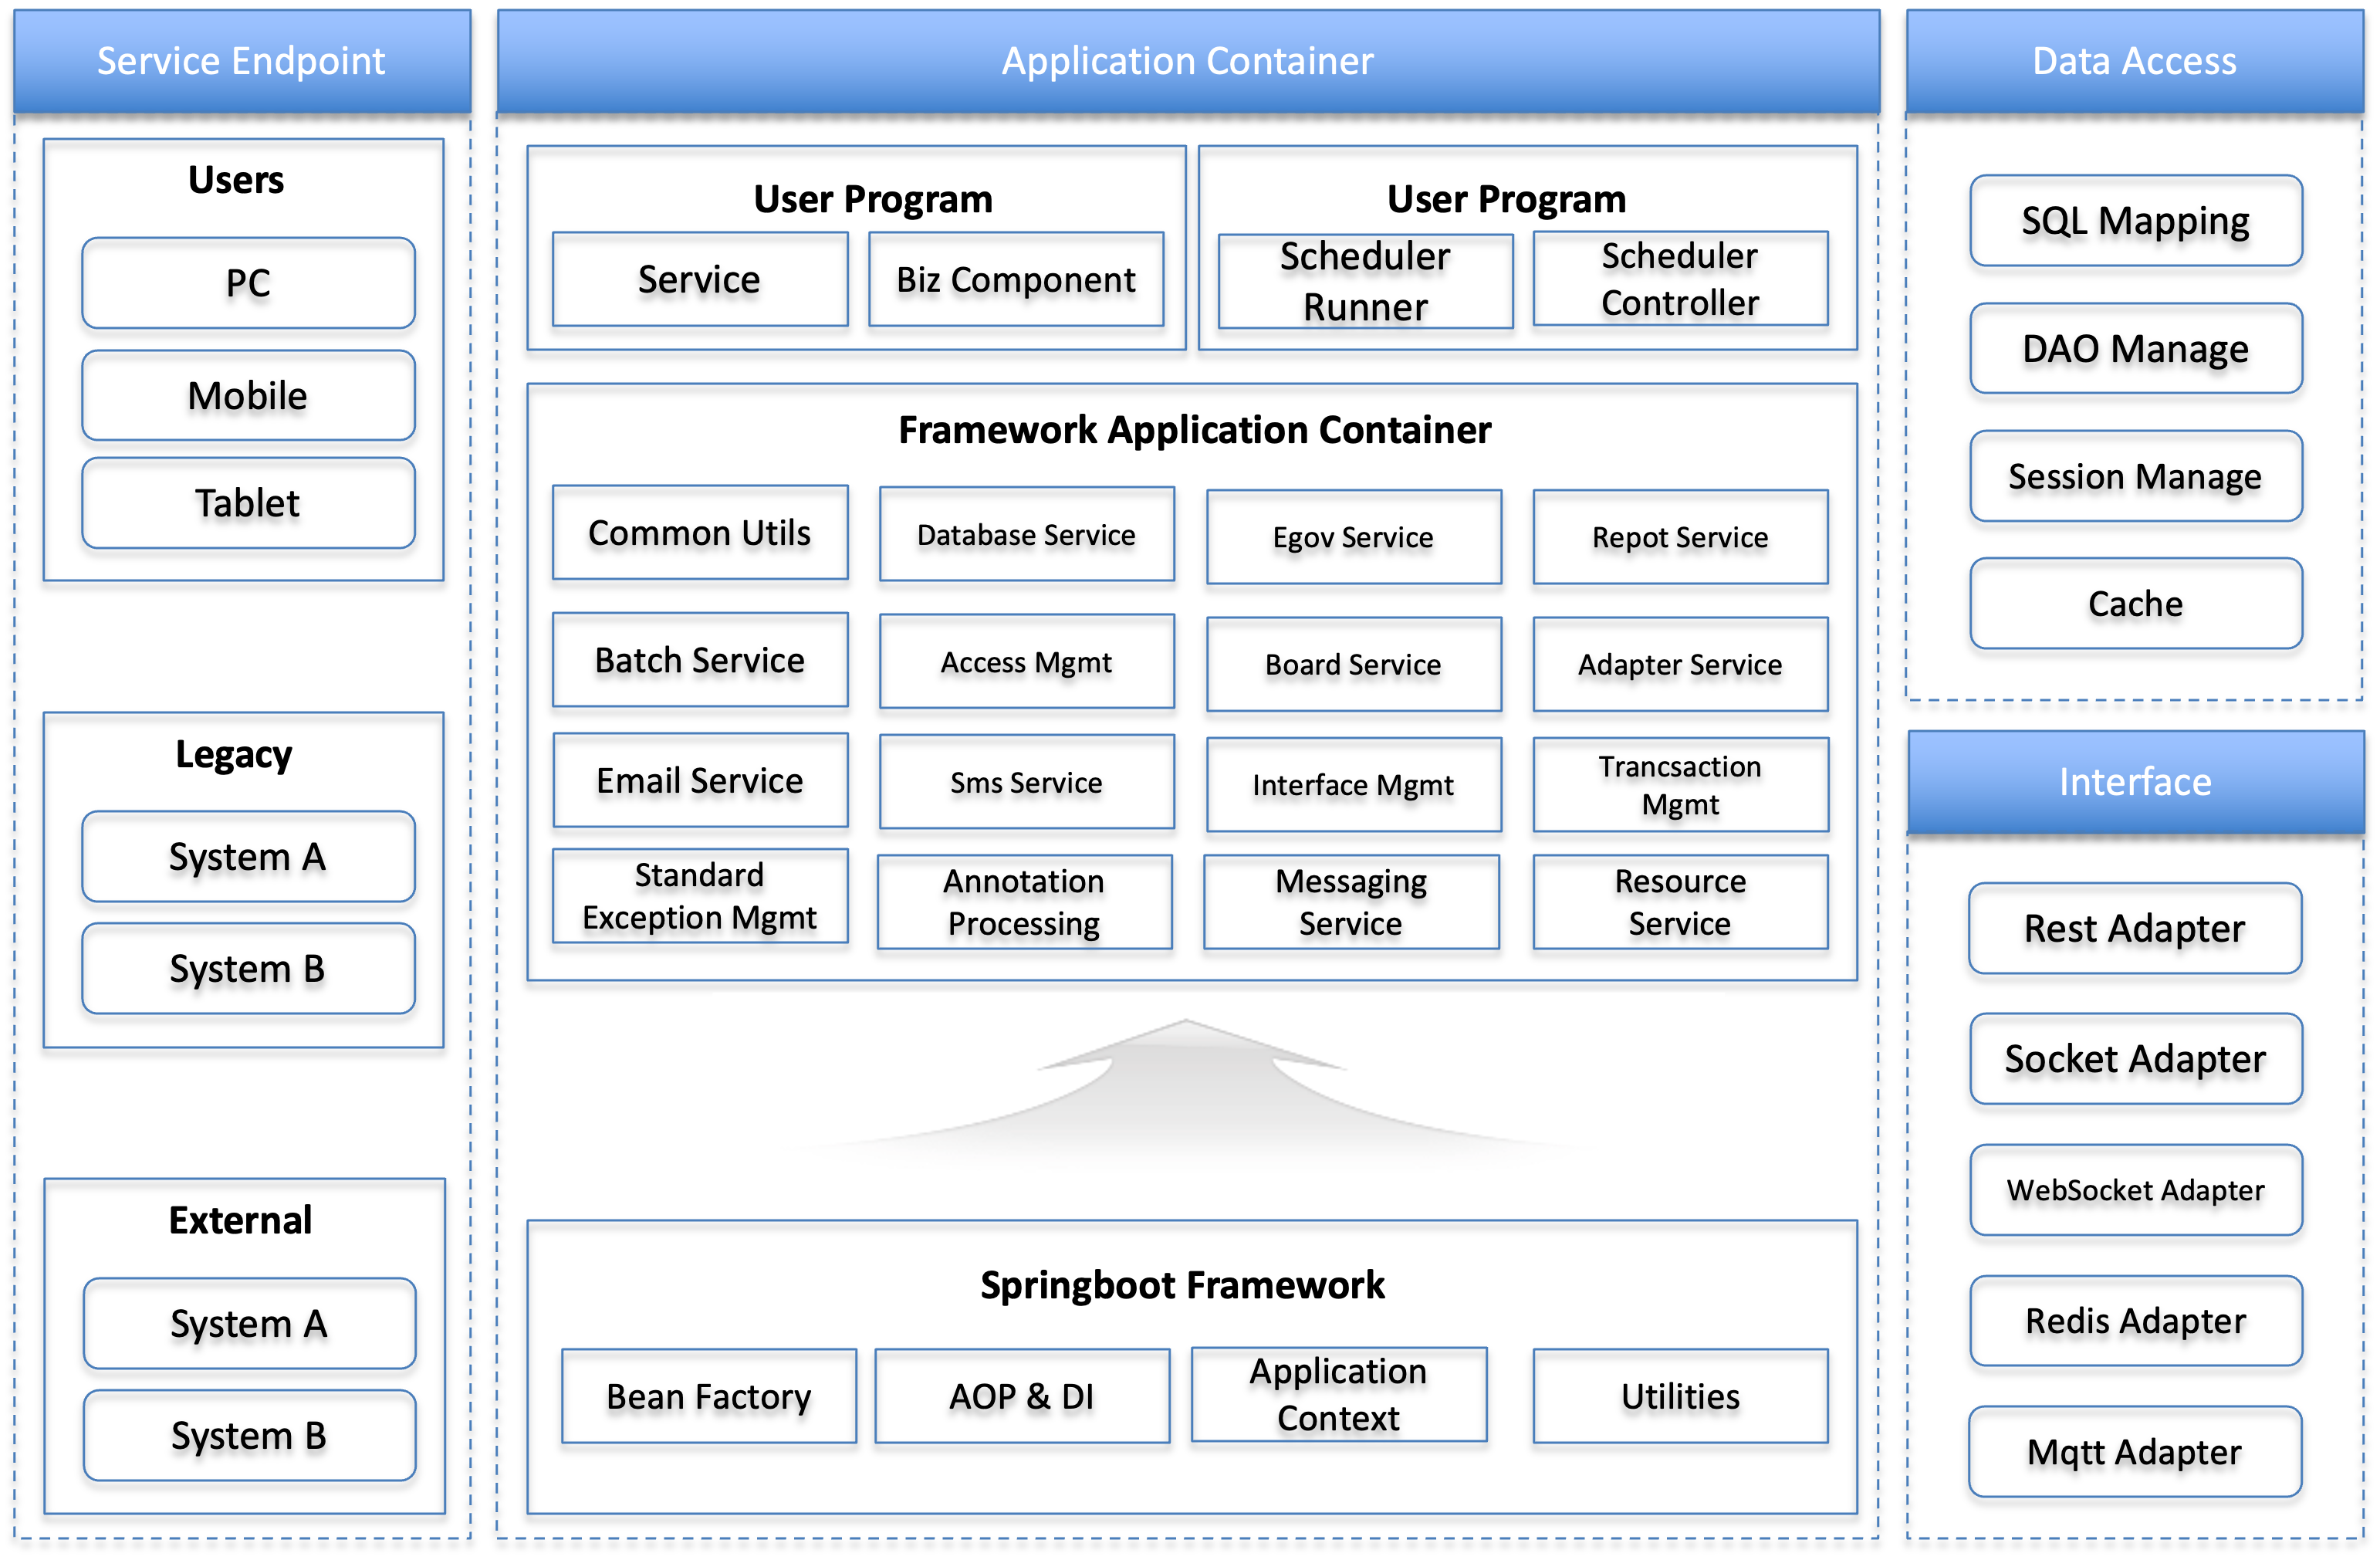 Service Endpoint
Users
PC
Mobile
Tablet
Legacy
System A
System B
External
System A
System B
Application Container
User Program
Service
Biz Component
User Program
Scheduler
Runner
Scheduler
Controller
Framework Application Container
Common Utils
Database Service
Egov Service
Repot Service
Batch Service
Access Mgmt
Board Service
Adapter Service
Email Service
Sms Service
Interface Mgmt
Trancsaction
Mgmt
Standard
Exception Mgmt
Annotation
Processing
Messaging
Service
Resource
Service
Springboot Framework
Bean Factory
AOP & DI
Application
Context
Utilities
Data Access
SQL Mapping
DAO Manage
Session Manage
Cache
Interface
Rest Adapter
Socket Adapter
WebSocket Adapter
Redis Adapter
Mqtt Adapter